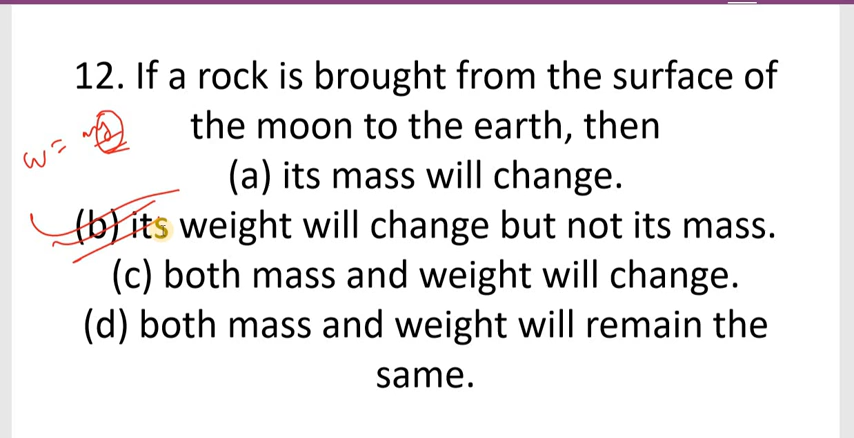 12. If a rock is brought from the surface of
the moon to the earth, then
w = mg
(a) its mass will change.
(b) its weight will change but not its mass.
(c) both mass and weight will change.
(d) both mass and weight will remain the
same.